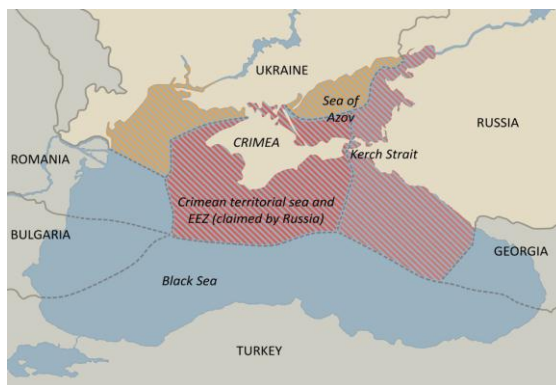 UKRAINE
Sea of
Azov
RUSSIA
CRIMEA
Kerch Strait
ROMANIA
Crimean territorial sea and
EEZ (claimed by Russia)
BULGARIA
GEORGIA
Black Sea
TURKEY